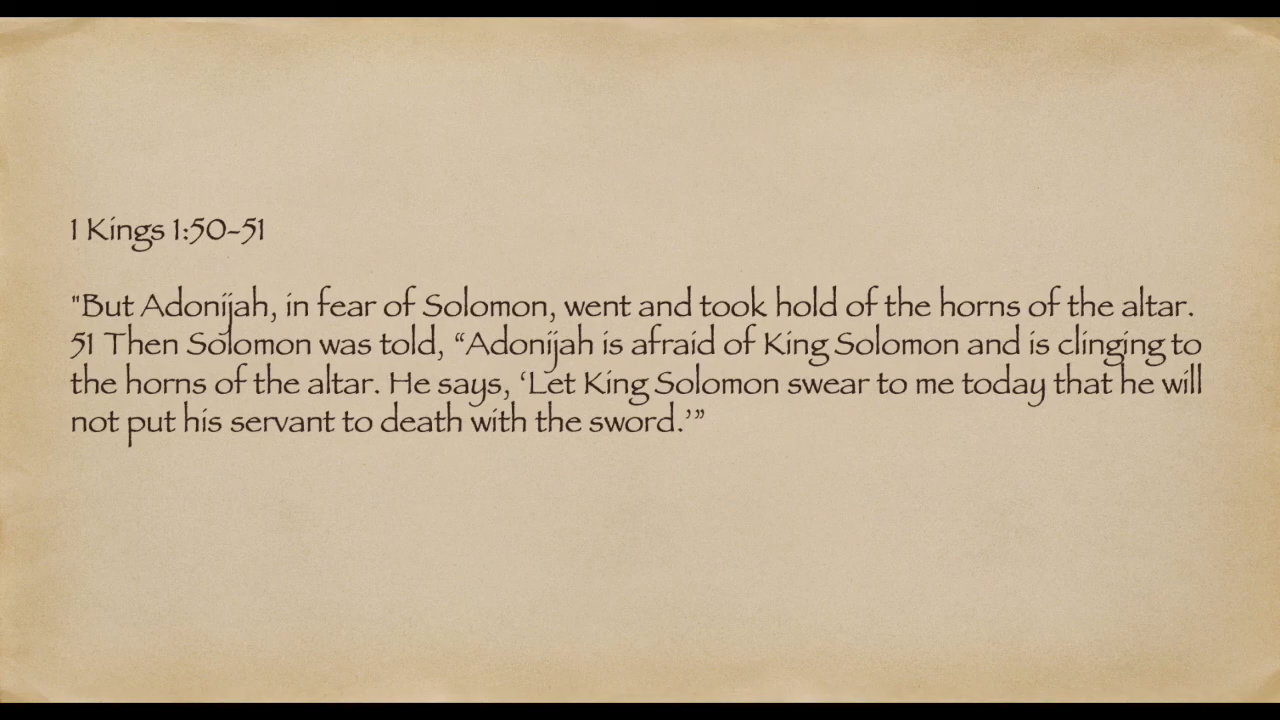 1 Kings 1:50-51
"But Adonijah, in fear of Solomon, went and took hold of the horns of the altar.
51 Then Solomon was told, “Adonijah is afraid of King Solomon and is clinging to
the horns of the altar. He says, ‘Let King Solomon swear to me today that he will
not put his servant to death with the sword.’”